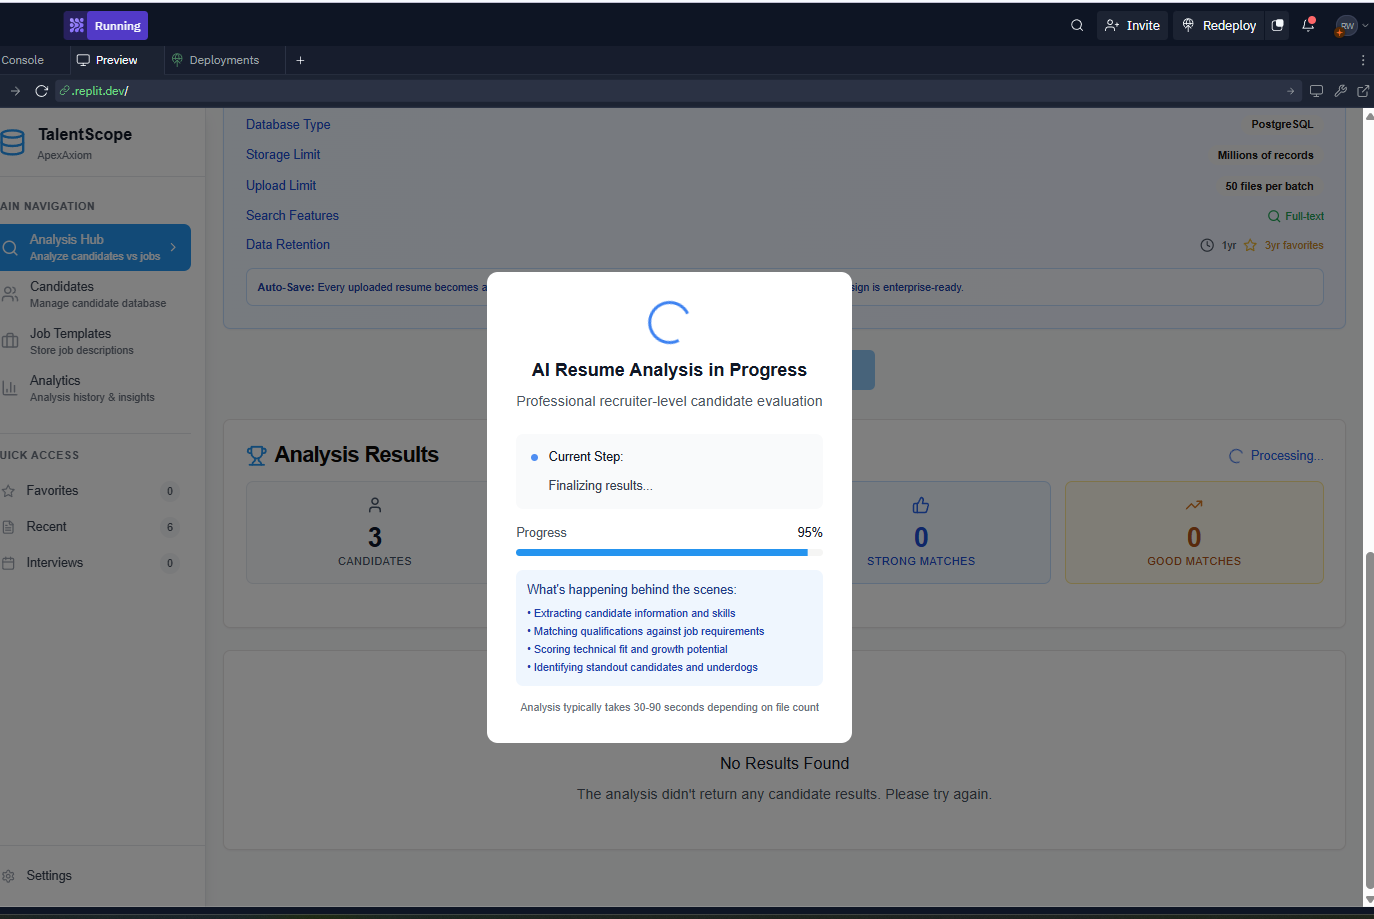 Running
Invite
Redeploy
RW
Console
Preview
Deployments
+
.replit.dev/
TalentScope
ApexAxiom
AIN NAVIGATION
Analysis Hub
Analyze candidates vs jobs
Candidates
Manage candidate database
Job Templates
Store job descriptions
Analytics
Analysis history & insights
UICK ACCESS
Favorites 0
Recent 6
Interviews 0
Settings
Database Type PostgreSQL
Storage Limit Millions of records
Upload Limit 50 files per batch
Search Features Full-text
Data Retention 1yr 3yr favorites
Auto-Save: Every uploaded resume becomes a
sign is enterprise-ready.
AI Resume Analysis in Progress
Professional recruiter-level candidate evaluation
Current Step:
Finalizing results...
Progress 95%
What's happening behind the scenes:
• Extracting candidate information and skills
• Matching qualifications against job requirements
• Scoring technical fit and growth potential
• Identifying standout candidates and underdogs
Analysis typically takes 30-90 seconds depending on file count
Analysis Results
Processing...
3
CANDIDATES
0
STRONG MATCHES
0
GOOD MATCHES
No Results Found
The analysis didn't return any candidate results. Please try again.